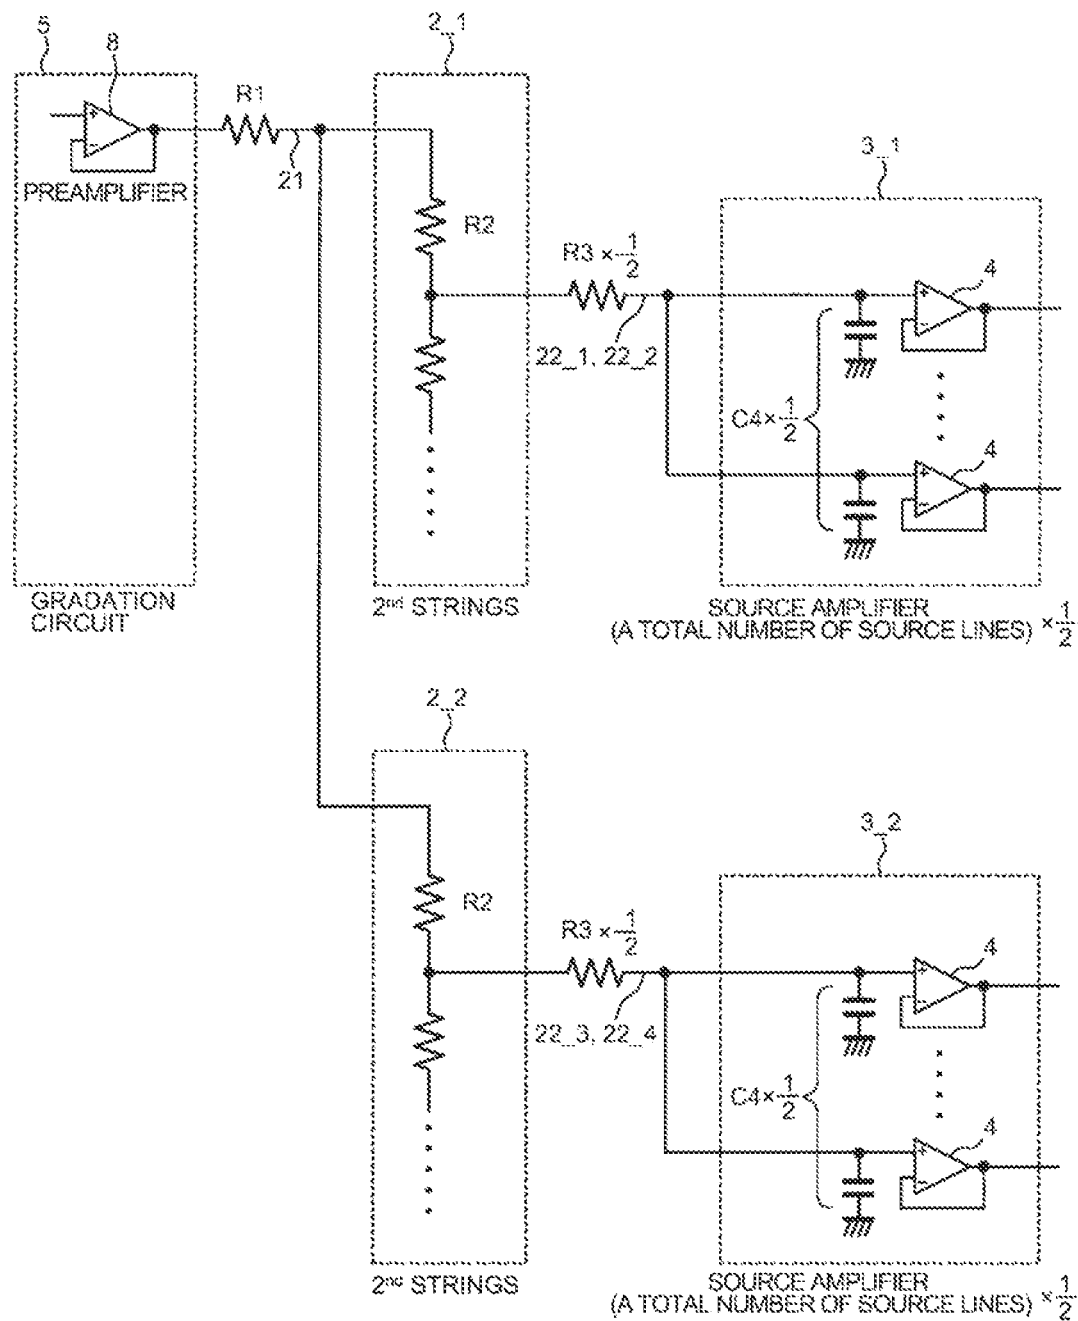 5
8
2_1
R1
21
PREAMPLIFIER
+
−
R2
3_1
R3 × 1/2
22_1, 22_2
4
+
−
C4 × 1/2
4
+
−
GRADATION
CIRCUIT
2nd STRINGS
SOURCE AMPLIFIER
(A TOTAL NUMBER OF SOURCE LINES) × 1/2
2_2
R2
3_2
R3 × 1/2
22_3, 22_4
4
+
−
C4 × 1/2
4
+
−
2nd STRINGS
SOURCE AMPLIFIER
(A TOTAL NUMBER OF SOURCE LINES) × 1/2